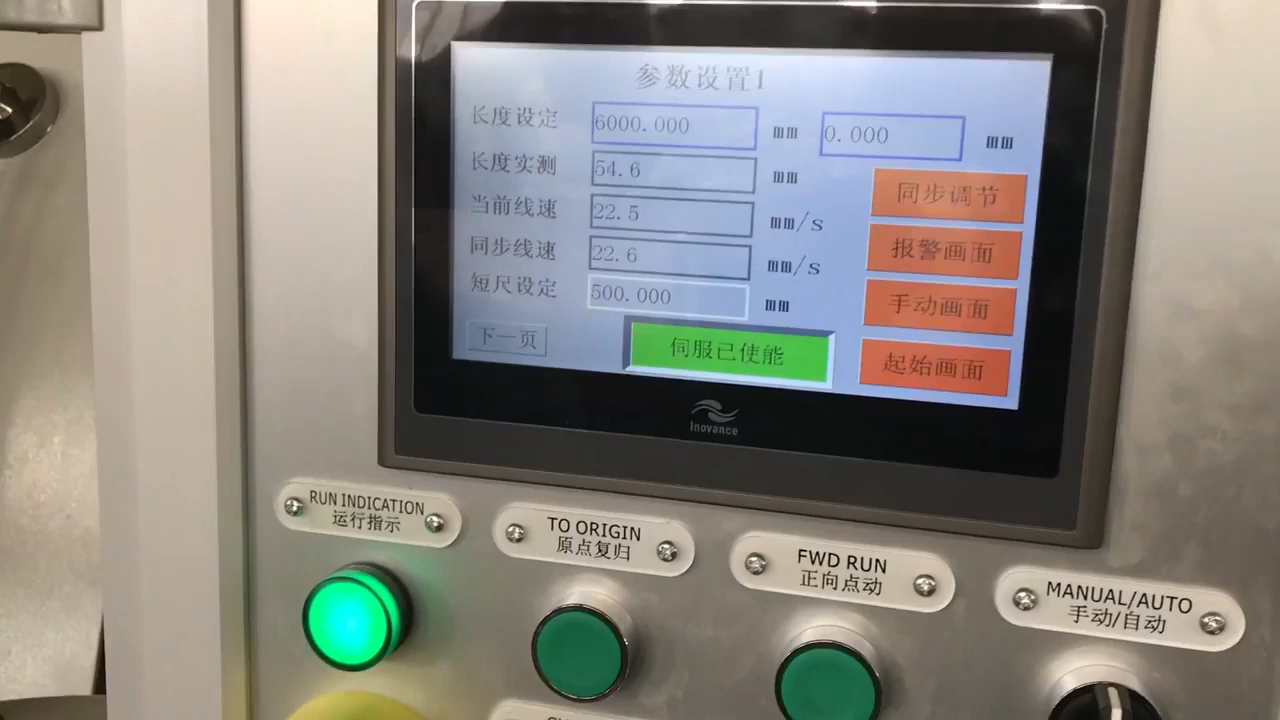 参数设置1
长度设定 6000.000 mm 0.000 mm
长度实测 54.6 mm
当前线速 22.5 mm/s
同步线速 22.6 mm/s
短尺设定 500.000 mm
同步调节
报警画面
手动画面
起始画面
下一页
伺服已使能
Inovance
RUN INDICATION
运行指示
TO ORIGIN
原点复归
FWD RUN
正向点动
MANUAL/AUTO
手动/自动